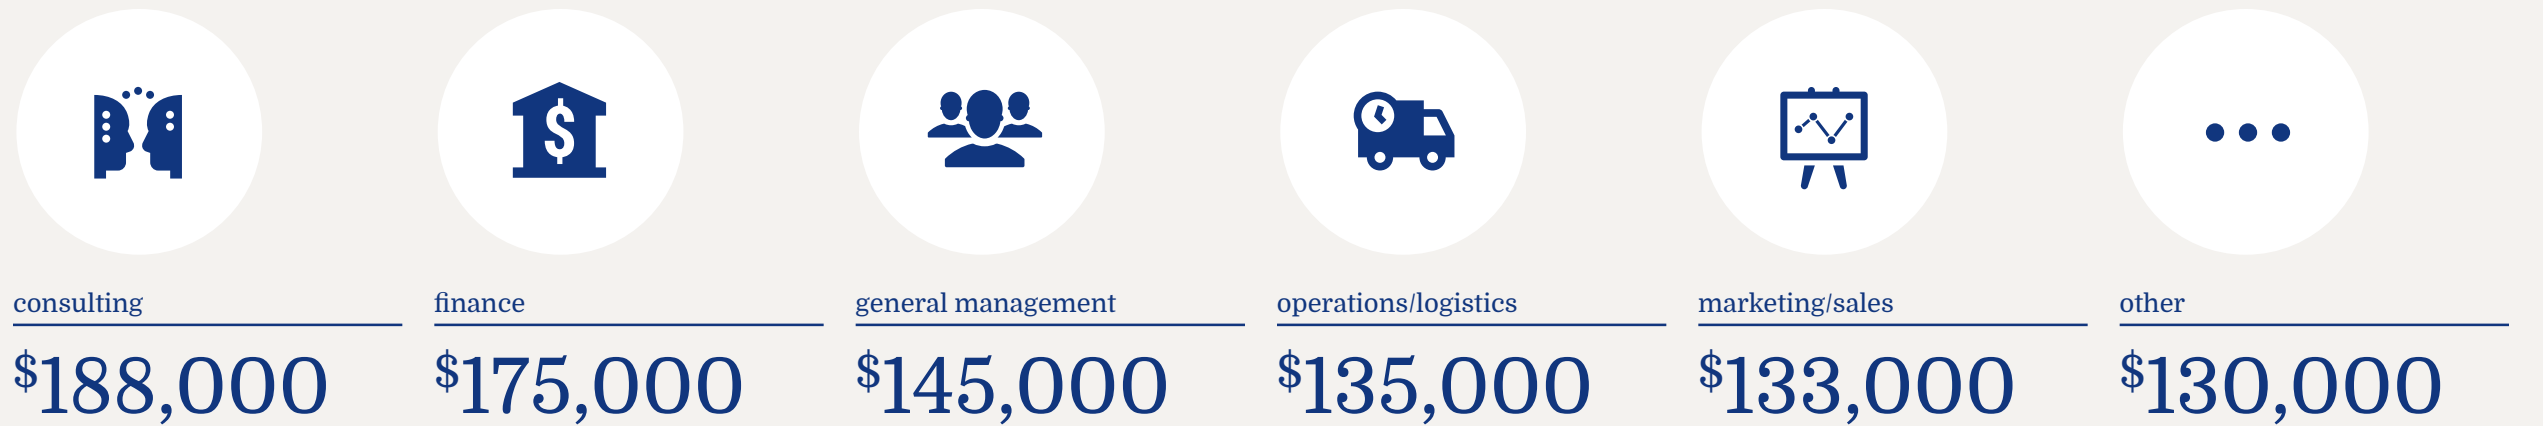 consulting
$188,000
finance
$175,000
general management
$145,000
operations/logistics
$135,000
marketing/sales
$133,000
other
$130,000